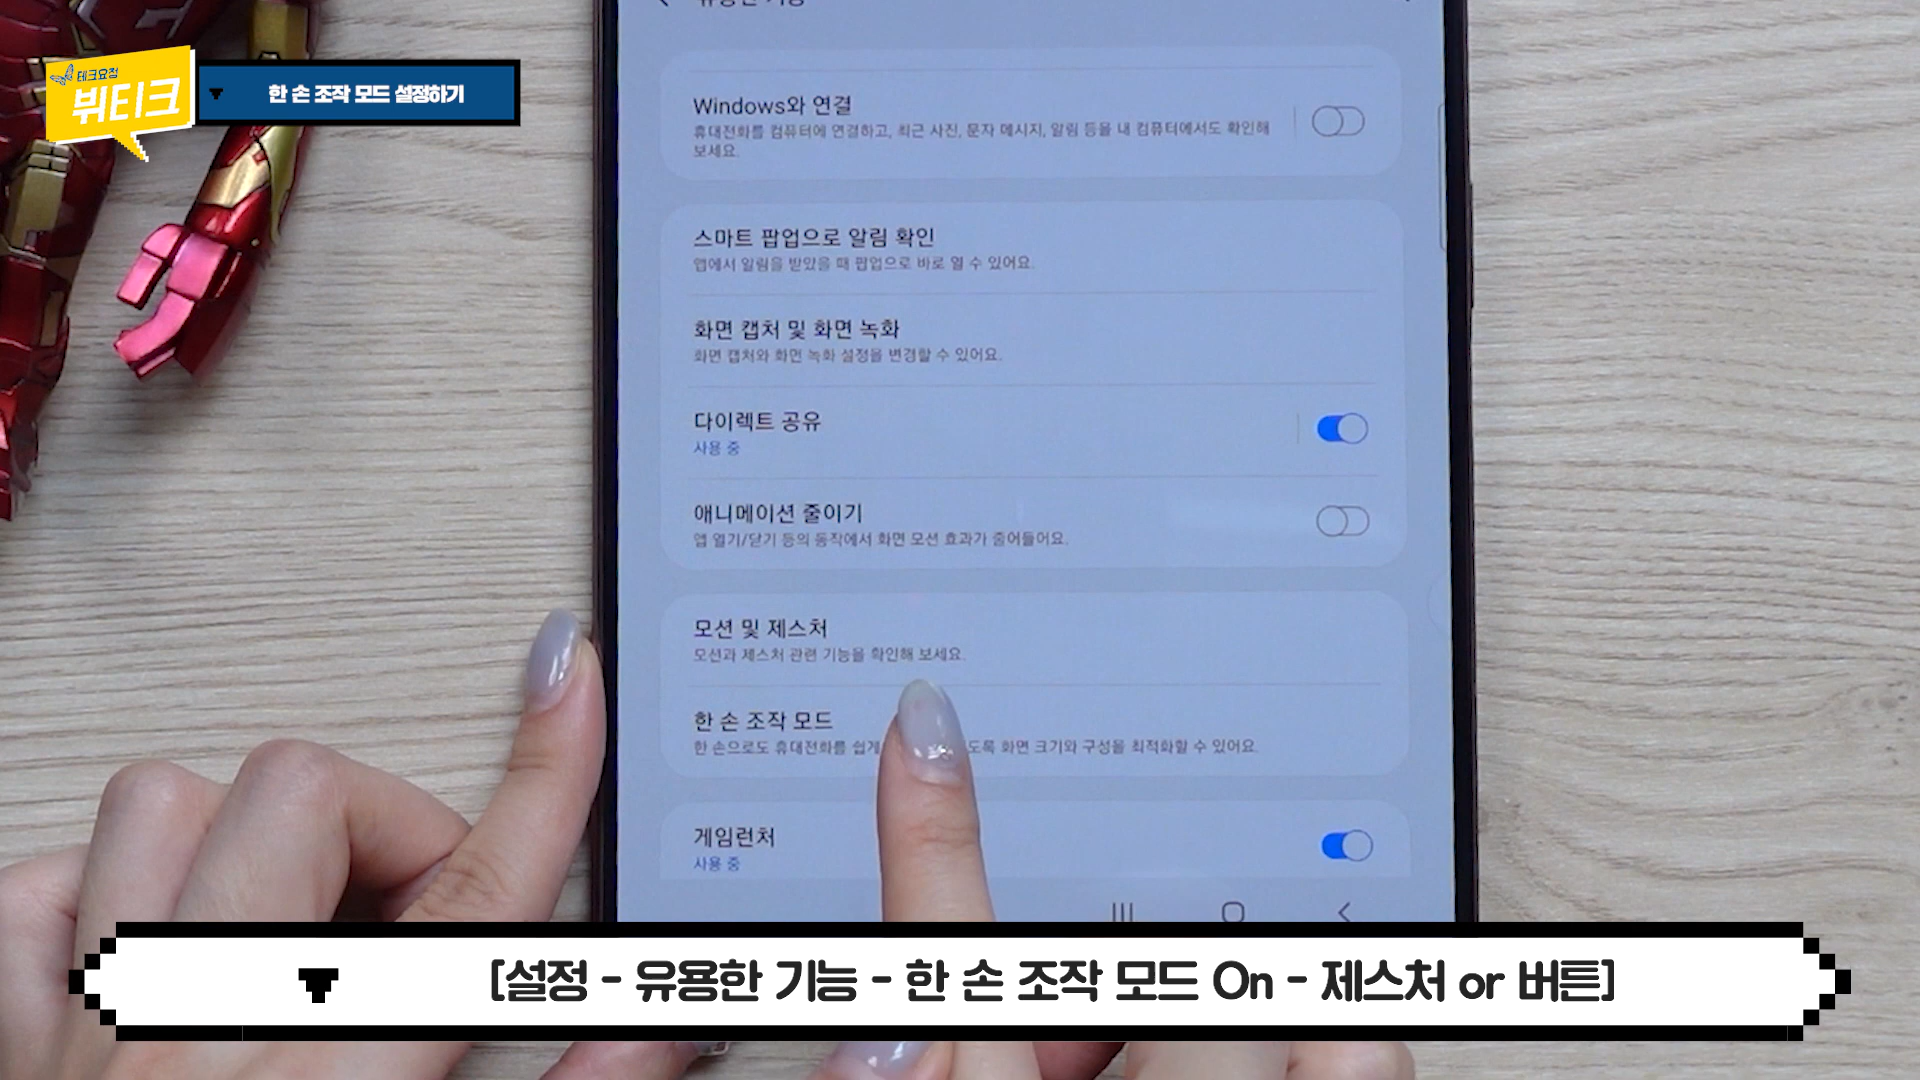 유용한 기능
테크요정
뷰티크
한 손 조작 모드 설정하기
Windows와 연결
휴대전화를 컴퓨터에 연결하고, 최근 사진, 문자 메시지, 알림 등을 내 컴퓨터에서도 확인해
보세요.
스마트 팝업으로 알림 확인
앱에서 알림을 받았을 때 팝업으로 바로 열 수 있어요.
화면 캡처 및 화면 녹화
화면 캡처와 화면 녹화 설정을 변경할 수 있어요.
다이렉트 공유
사용 중
애니메이션 줄이기
앱 열기/닫기 등의 동작에서 화면 모션 효과가 줄어들어요.
모션 및 제스처
모션과 제스처 관련 기능을 확인해 보세요.
한 손 조작 모드
한 손으로도 휴대전화를 쉽게 도록 화면 크기와 구성을 최적화할 수 있어요.
게임런처
사용 중
[설정 - 유용한 기능 - 한 손 조작 모드 On - 제스처 or 버튼]